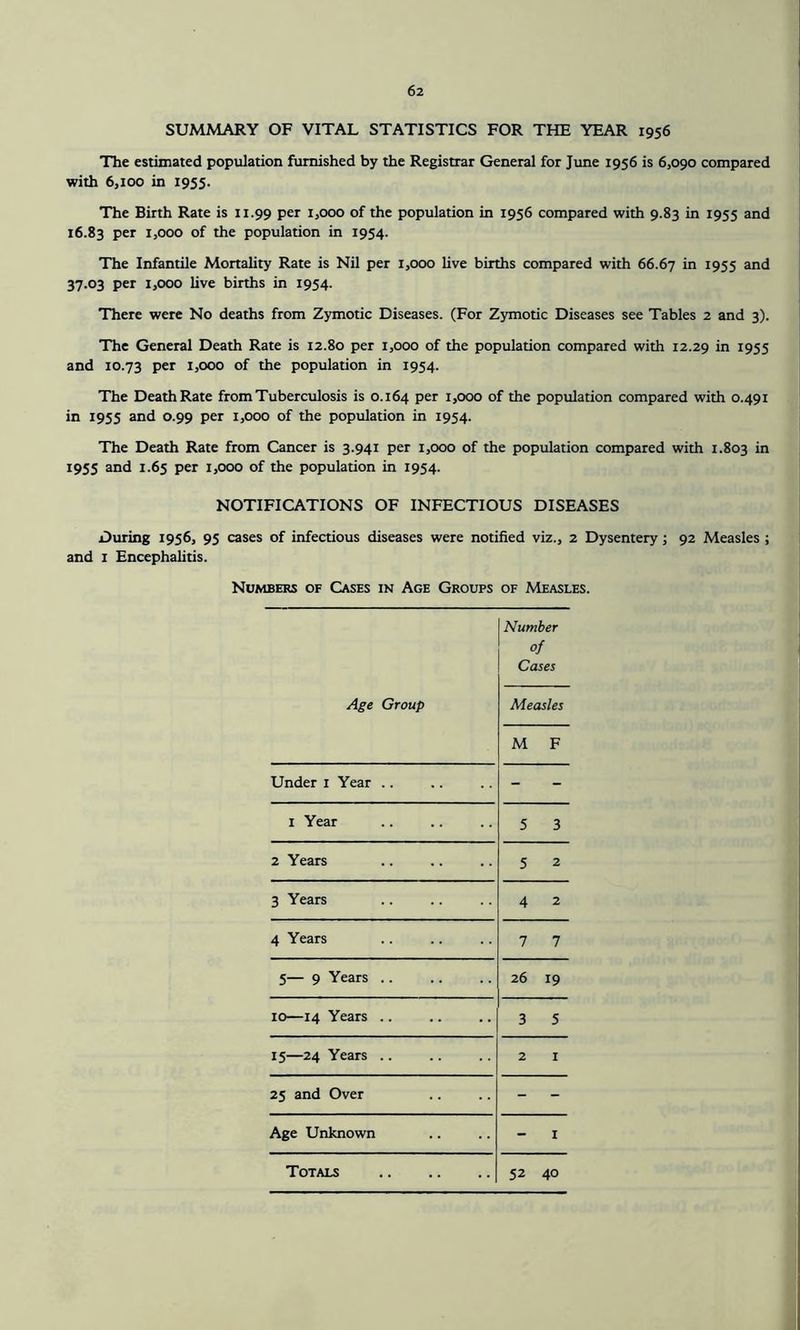 62
SUMMARY OF VITAL STATISTICS FOR THE YEAR 1956
The estimated population furnished by the Registrar General for June 1956 is 6,090 compared
with 6,100 in 1955.
The Birth Rate is 11.99 per 1,000 of the population in 1956 compared with 9.83 in 1955 and
16.83 per 1,000 of the population in 1954.
The Infantile Mortality Rate is Nil per 1,000 live births compared with 66.67 in 1955 and
37.03 per 1,000 live births in 1954.
There were No deaths from Zymotic Diseases. (For Zymotic Diseases see Tables 2 and 3).
The General Death Rate is 12.80 per 1,000 of the population compared with 12.29 in 1955
and 10.73 per 1,000 of the population in 1954.
The Death Rate from Tuberculosis is 0.164 per 1,000 of the population compared with 0.491
in 1955 and 0.99 per 1,000 of the population in 1954.
The Death Rate from Cancer is 3.941 per 1,000 of the population compared with 1.803 in
1955 and 1.65 per 1,000 of the population in 1954.
NOTIFICATIONS OF INFECTIOUS DISEASES
During 1956, 95 cases of infectious diseases were notified viz., 2 Dysentery ; 92 Measles ;
and 1 Encephalitis.
NUMBERS OF CASES IN AGE GROUPS OF MEASLES.
Number
of
Cases
Age Group Measles
M F
Under 1 Year .. .. .. - -
1 Year .. .. .. 5 3
2 Years .. .. .. 5 2
3 Years .. .. .. 4 2
4 Years .. .. .. 7 7
5— 9 Years .. .. .. 26 19
10—14 Years .. .. .. 3 5
15—24 Years .. .. .. 2 1
25 and Over .. .. - -
Age Unknown .. .. - 1
TOTALS .. .. .. 52 40